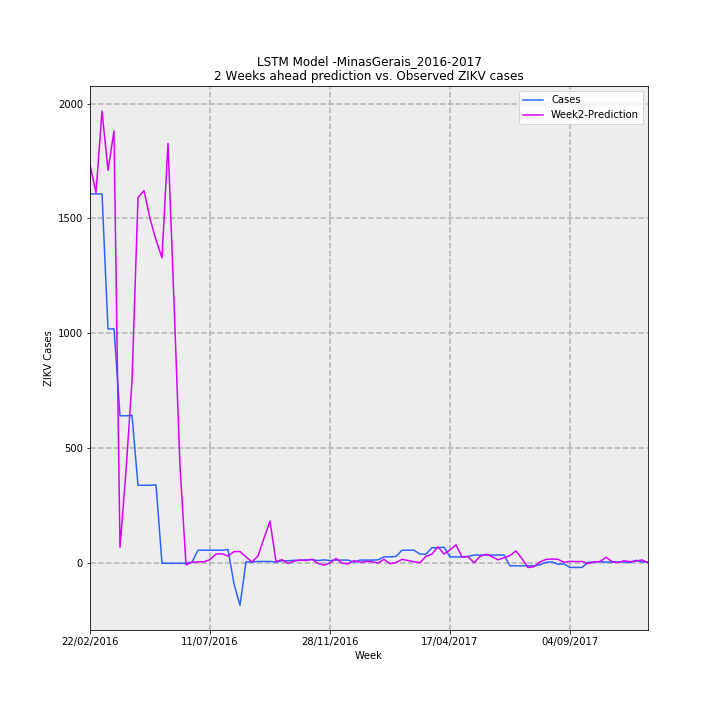 LSTM Model -MinasGerais_2016-2017
2 Weeks ahead prediction vs. Observed ZIKV cases
Cases
Week2-Prediction
2000
1500
1000
500
0
ZIKV Cases
22/02/2016
11/07/2016
28/11/2016
17/04/2017
04/09/2017
Week